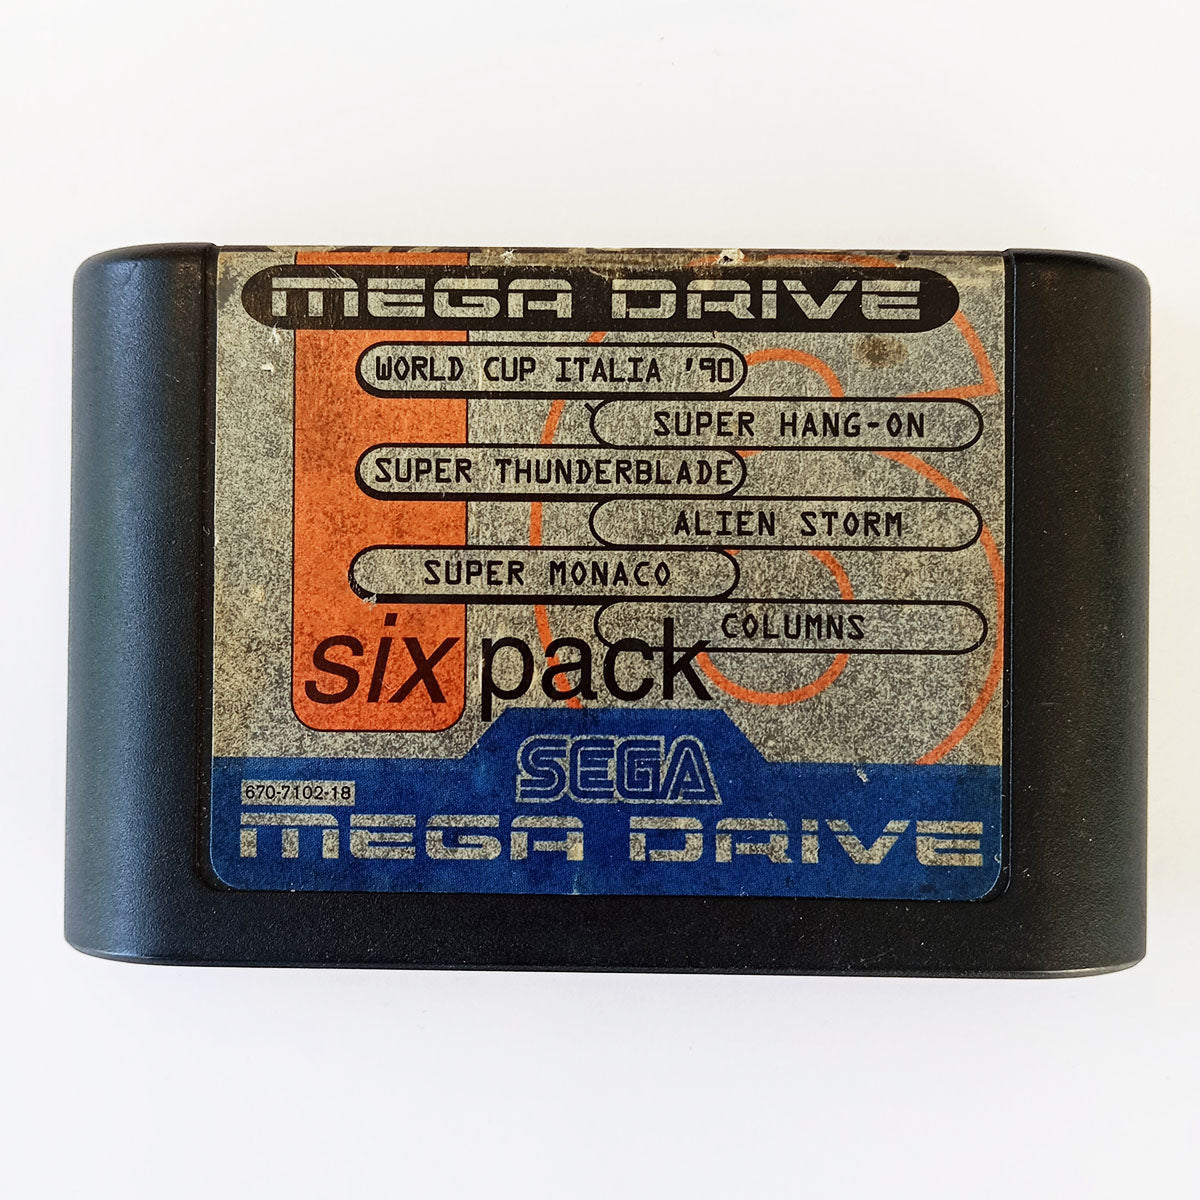 MEGA DRIVE
WORLD CUP ITALIA '90
SUPER HANG-ON
SUPER THUNDERBLADE
ALIEN STORM
SUPER MONACO
COLUMNS
six pack
SEGA
670-7102-18
MEGA DRIVE